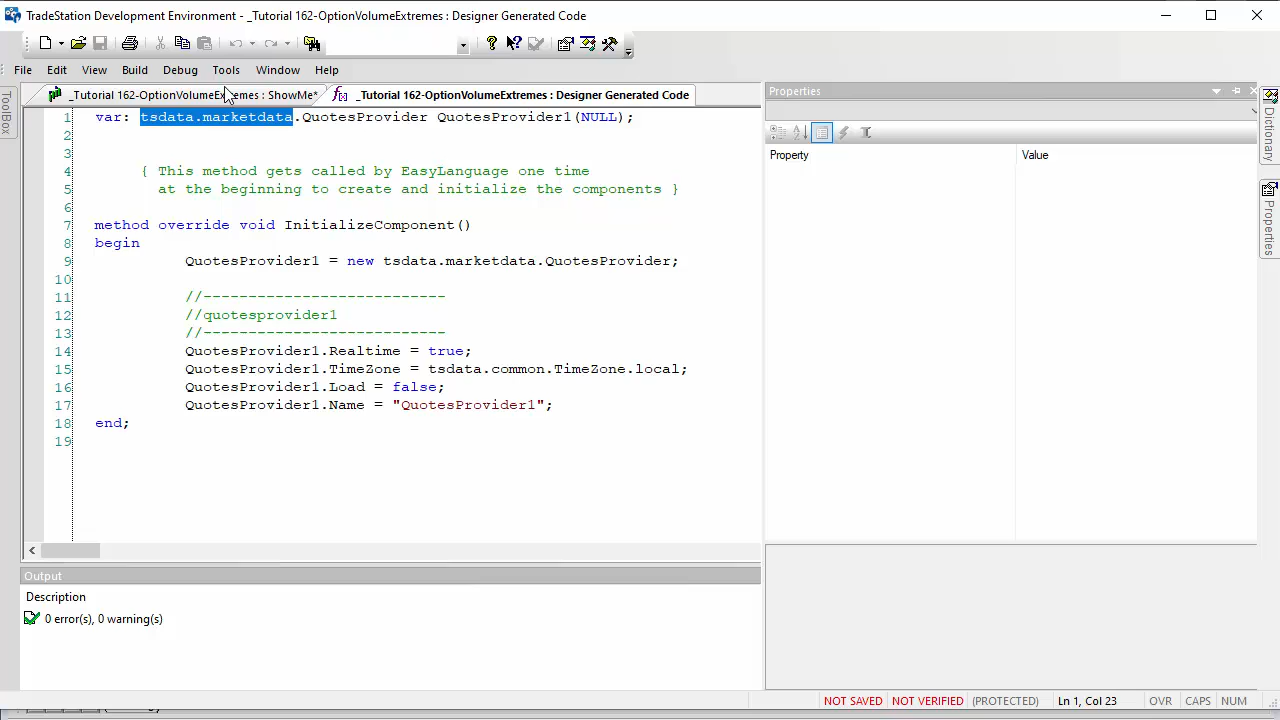 TradeStation Development Environment - _Tutorial 162-OptionVolumeExtremes : Designer Generated Code
File Edit View Build Debug Tools Window Help
ToolBox
_Tutorial 162-OptionVolumeExtremes : ShowMe*
_Tutorial 162-OptionVolumeExtremes : Designer Generated Code
Properties
1 var: tsdata.marketdata.QuotesProvider QuotesProvider1(NULL);
2
3
4 { This method gets called by EasyLanguage one time
5 at the beginning to create and initialize the components }
6
7 method override void InitializeComponent()
8 begin
9 QuotesProvider1 = new tsdata.marketdata.QuotesProvider;
10
11 //---------------------------
12 //quotesprovider1
13 //---------------------------
14 QuotesProvider1.Realtime = true;
15 QuotesProvider1.TimeZone = tsdata.common.TimeZone.local;
16 QuotesProvider1.Load = false;
17 QuotesProvider1.Name = "QuotesProvider1";
18 end;
19
Property Value
Dictionary
Properties
Output
Description
0 error(s), 0 warning(s)
NOT SAVED NOT VERIFIED (PROTECTED) Ln 1, Col 23 OVR CAPS NUM